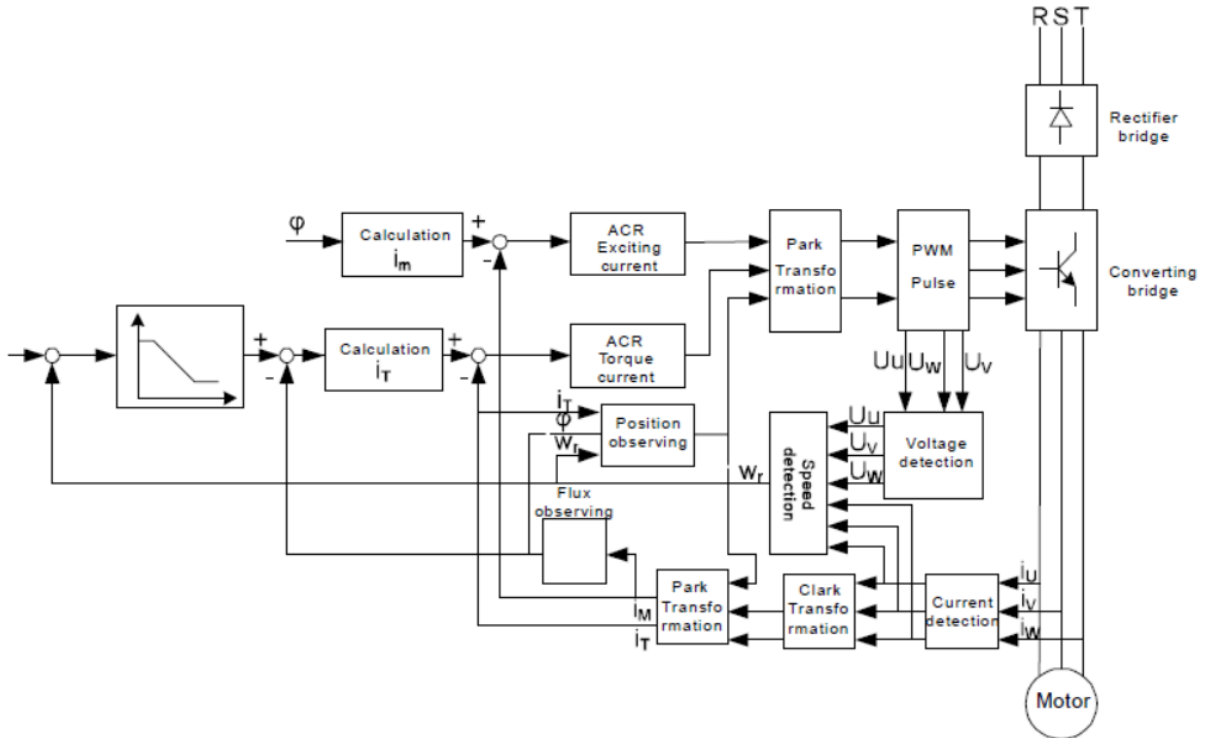 R S T
Rectifier
bridge
φ
Calculation
im
+
-
ACR
Exciting
current
Park
Transfo
rmation
PWM
Pulse
Converting
bridge
+
-
Calculation
iT
+
-
ACR
Torque
current
Uu Uw Uv
iT
φ
wr
Position
observing
Uu
Uv
Uw
Voltage
detection
Speed
detection
wr
Flux
observing
iM
iT
Park
Transfo
rmation
Clark
Transfo
rmation
Current
detection
iU
iV
iW
Motor